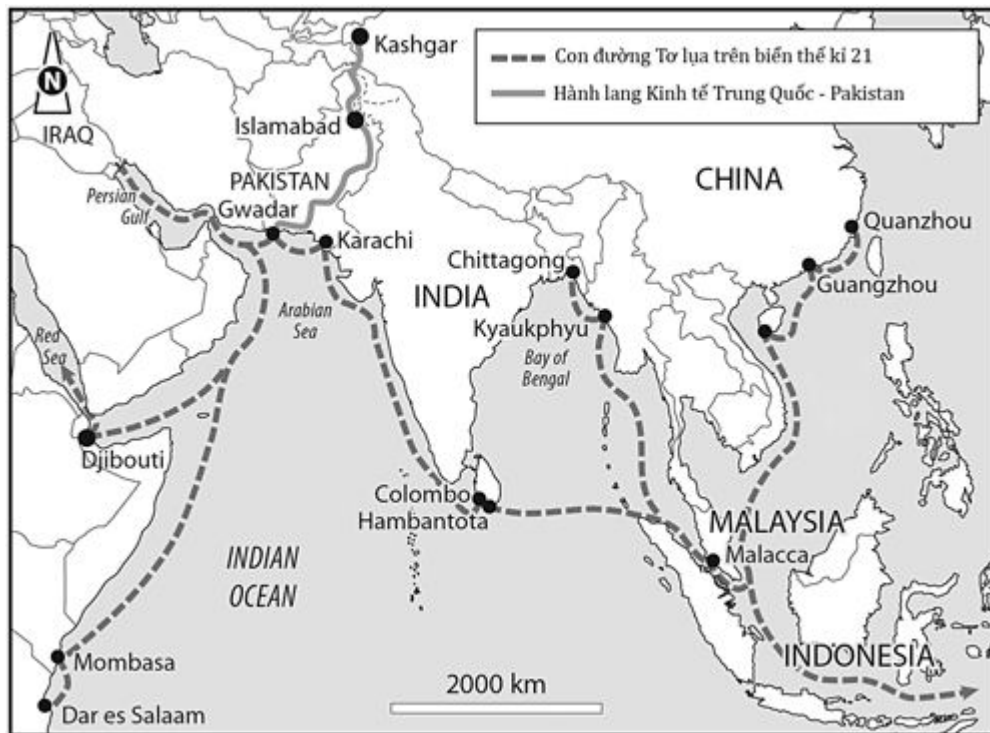 Kashgar
Con đường Tơ lụa trên biển thế kỉ 21
Hành lang Kinh tế Trung Quốc - Pakistan
N
IRAQ
Islamabad
PAKISTAN
CHINA
Persian
Gulf
Gwadar
Karachi
Quanzhou
Chittagong
Guangzhou
INDIA
Arabian
Sea
Kyaukphyu
Red
Sea
Bay of
Bengal
Djibouti
Colombo
Hambantota
MALAYSIA
Malacca
INDIAN
OCEAN
Mombasa
INDONESIA
2000 km
Dar es Salaam